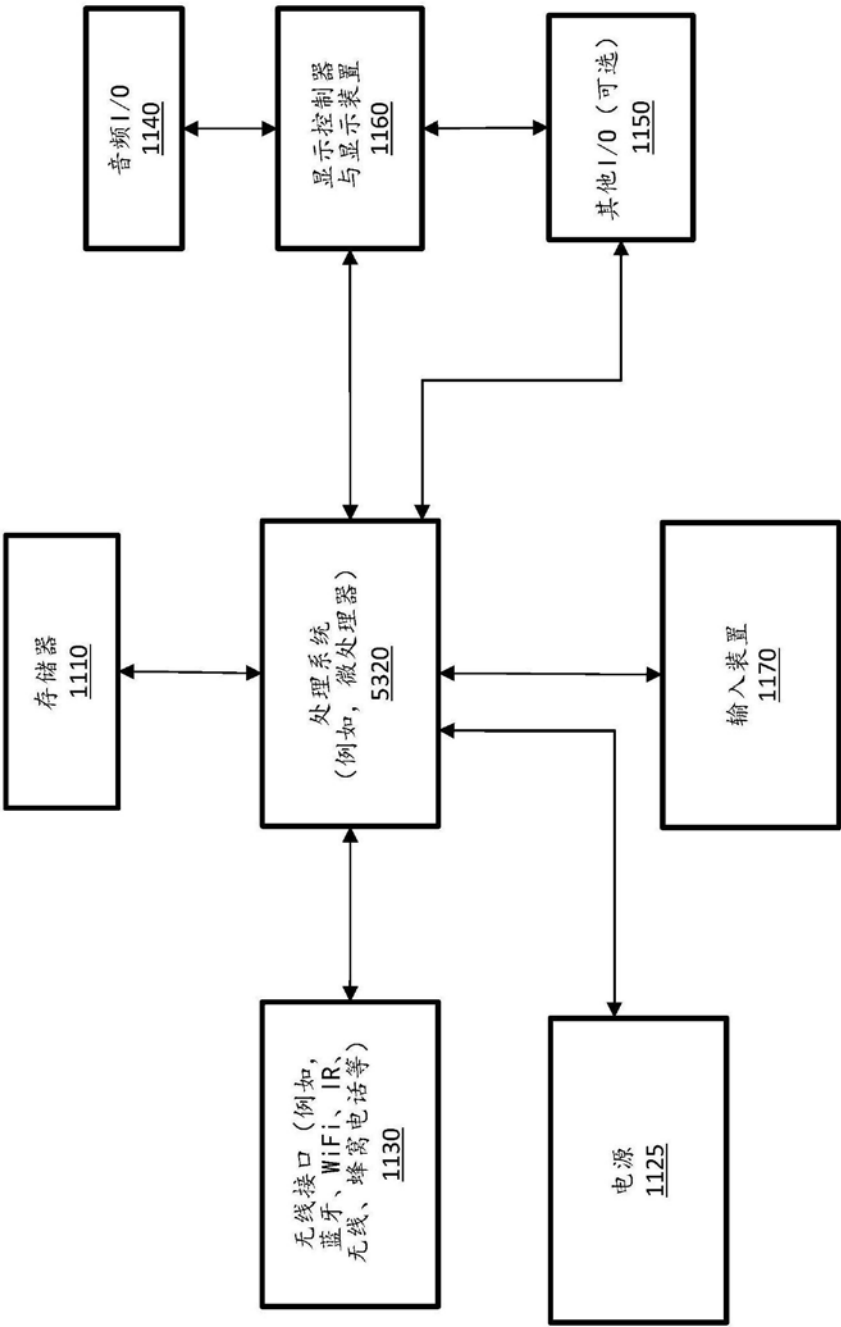 存储器
1110
音频I/O
1140
无线接口（例如，
蓝牙、WiFi、IR、
无线、蜂窝电话等）
1130
处理系统
（例如，微处理器）
5320
显示控制器
与显示装置
1160
电源
1125
输入装置
1170
其他I/O（可选）
1150